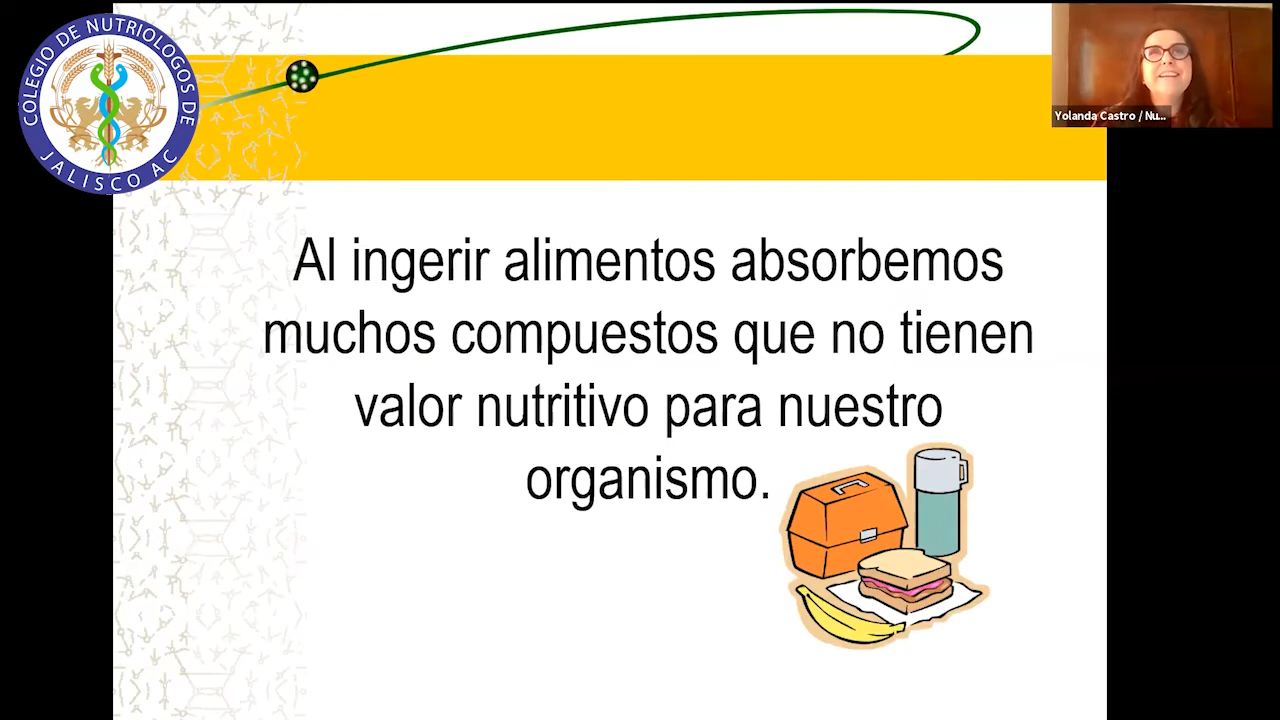 COLEGIO DE NUTRIOLOGOS DE
JALISCO AC
Yolanda Castro / Nu...
Al ingerir alimentos absorbemos
muchos compuestos que no tienen
valor nutritivo para nuestro
organismo.